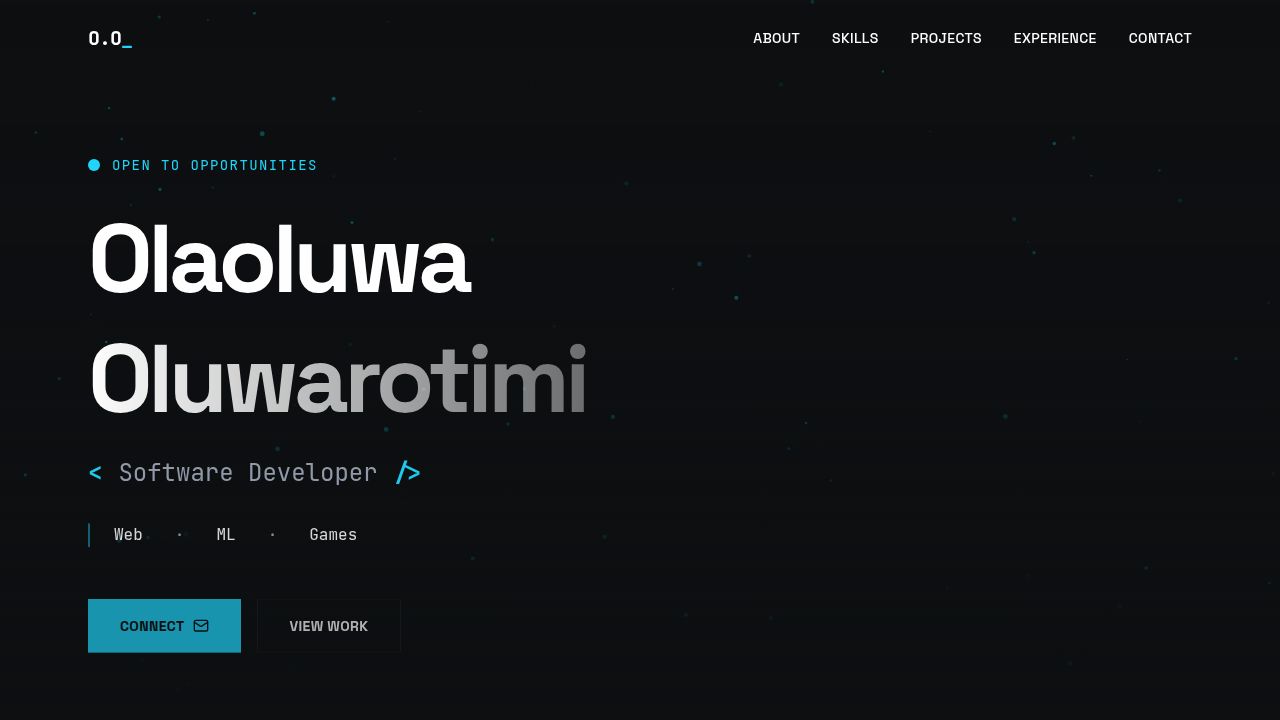 O.O_
ABOUT SKILLS PROJECTS EXPERIENCE CONTACT
OPEN TO OPPORTUNITIES
Olaoluwa
Oluwarotimi
< Software Developer />
Web · ML · Games
CONNECT VIEW WORK